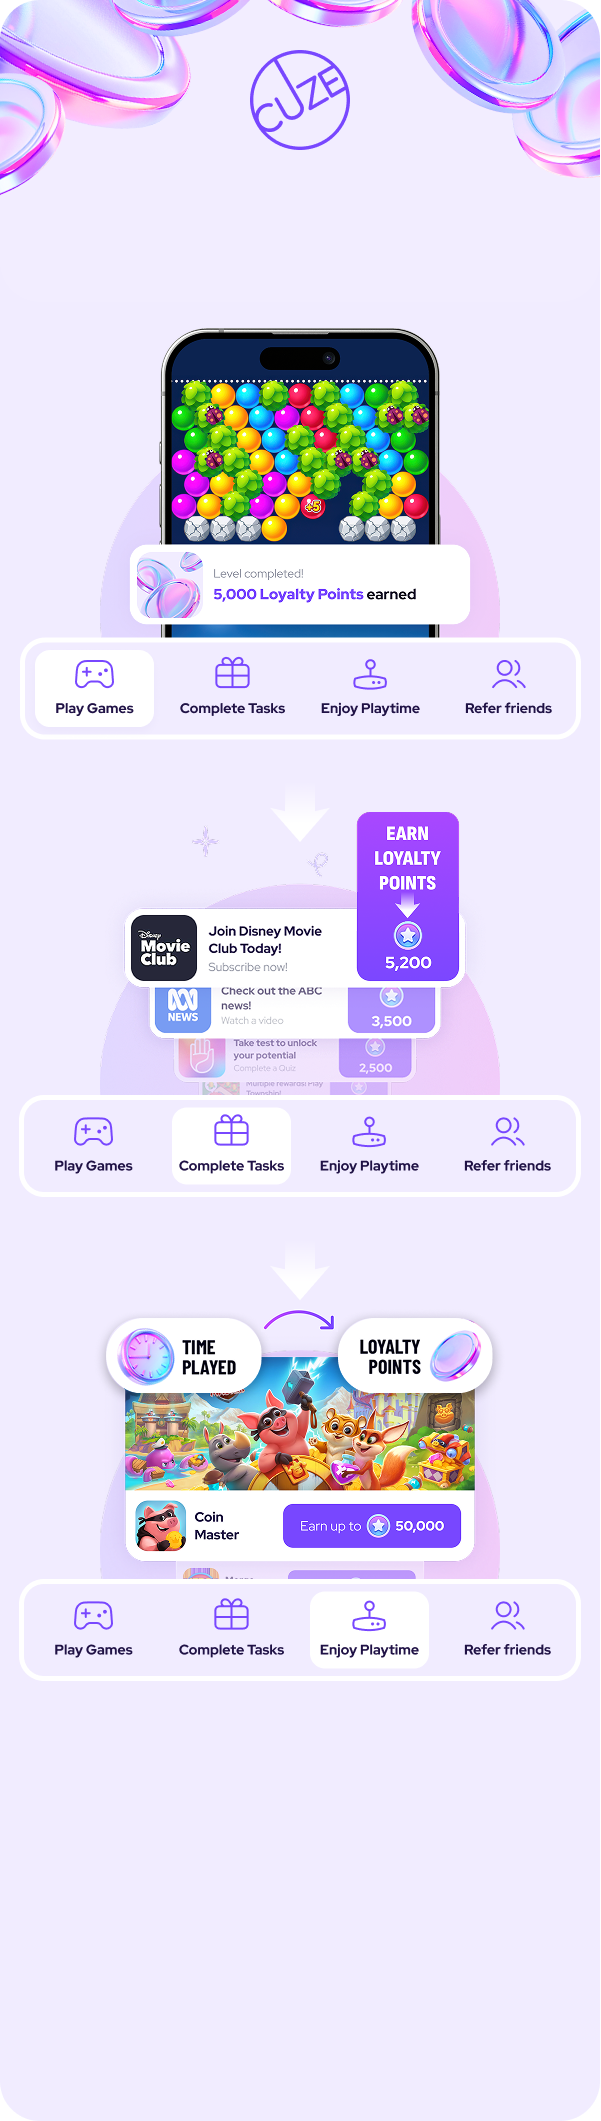 CUZE
+5
Level completed!
5,000 Loyalty Points earned
Play Games
Complete Tasks
Enjoy Playtime
Refer friends
EARN
LOYALTY
POINTS
5,200
Disney
Movie
Club
Join Disney Movie
Club Today!
Subscribe now!
NEWS
Check out the ABC
news!
Watch a video
3,500
Take test to unlock
your potential
Complete a Quiz
2,500
Multiple rewards! Play
Township!
Play Games
Complete Tasks
Enjoy Playtime
Refer friends
TIME
PLAYED
LOYALTY
POINTS
Coin
Master
Earn up to 50,000
Play Games
Complete Tasks
Enjoy Playtime
Refer friends